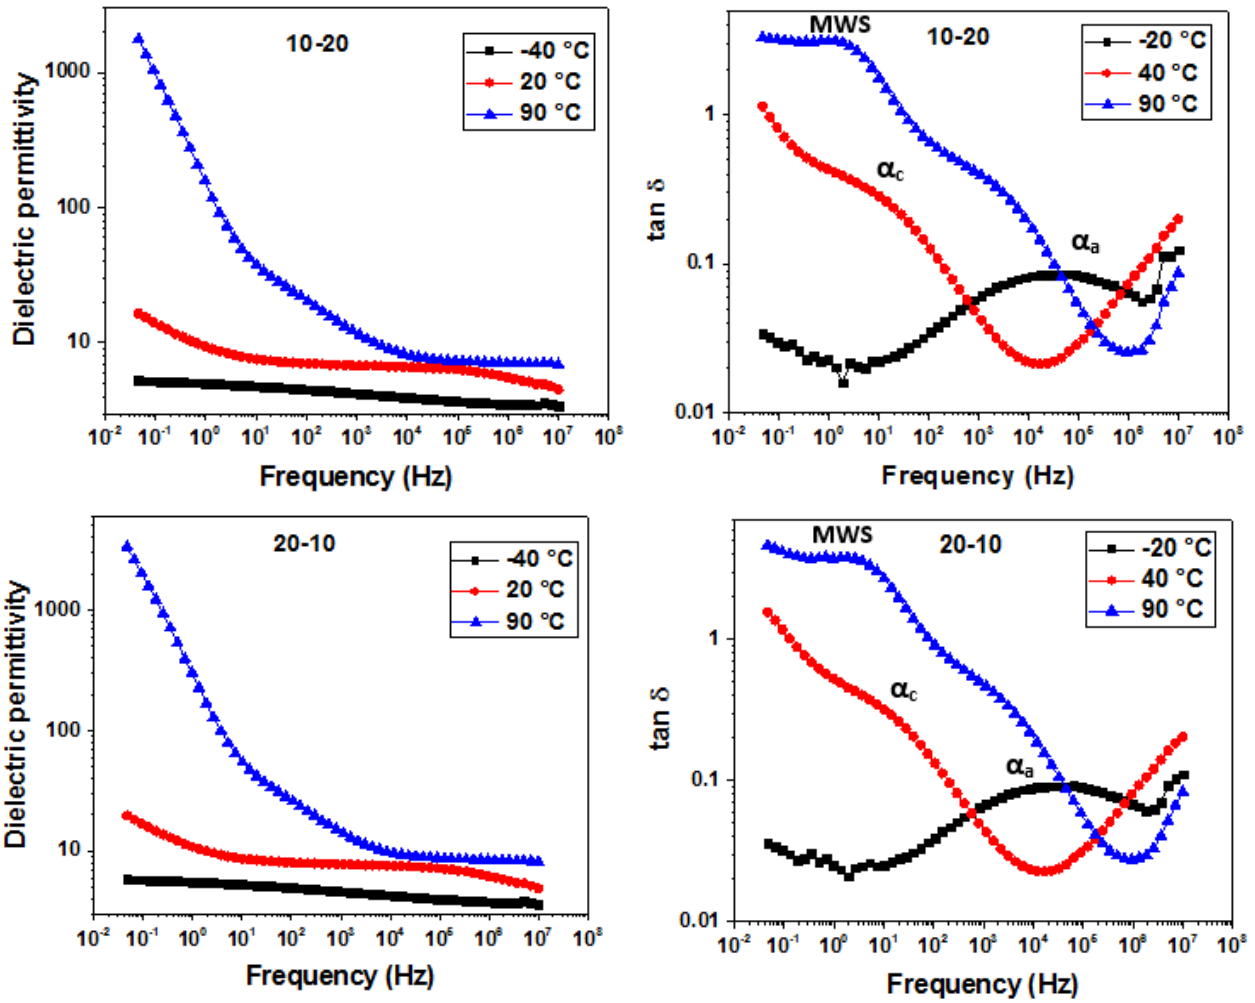 10-20
-40 °C
20 °C
90 °C
1000
100
10
Dielectric permittivity
10-2 10-1 100 101 102 103 104 105 106 107 108
Frequency (Hz)
MWS
10-20
-20 °C
40 °C
90 °C
αc
αa
1
0.1
0.01
tan δ
10-2 10-1 100 101 102 103 104 105 106 107 108
Frequency (Hz)
20-10
-40 °C
20 °C
90 °C
1000
100
10
Dielectric permittivity
10-2 10-1 100 101 102 103 104 105 106 107 108
Frequency (Hz)
MWS
20-10
-20 °C
40 °C
90 °C
αc
αa
1
0.1
0.01
tan δ
10-2 10-1 100 101 102 103 104 105 106 107 108
Frequency (Hz)